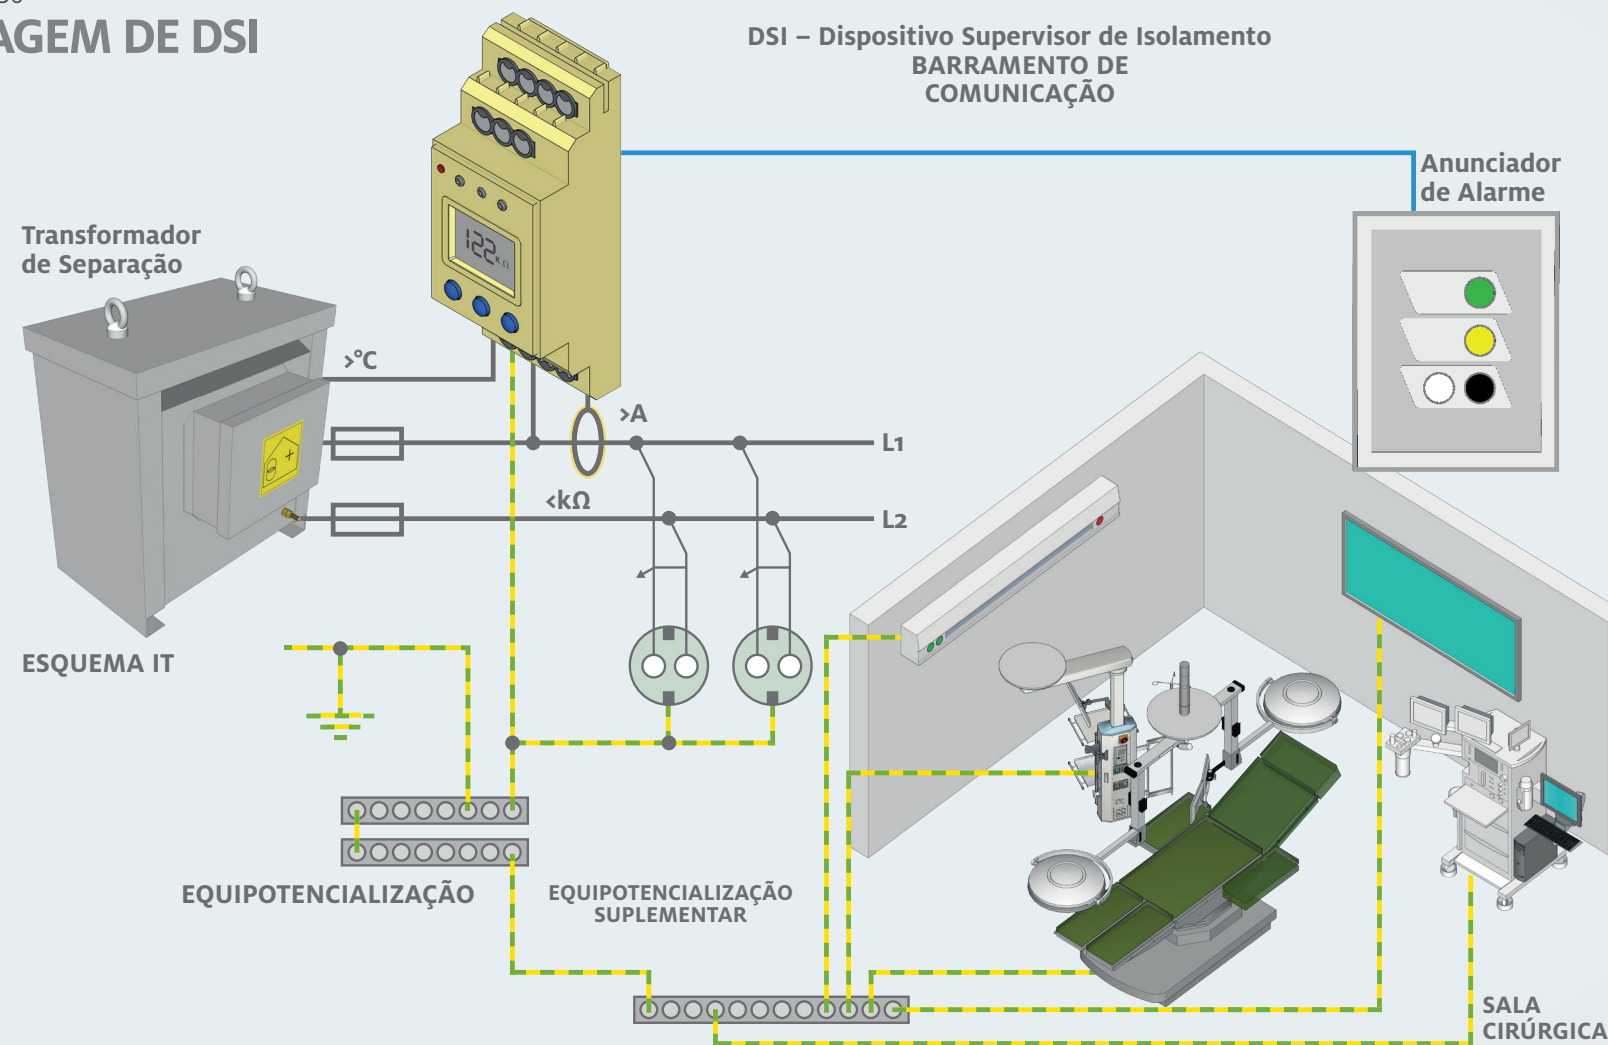 AGEM DE DSI
DSI – Dispositivo Supervisor de Isolamento
BARRAMENTO DE
COMUNICAÇÃO
Anunciador
de Alarme
Transformador
de Separação
122 kΩ
>°C
>A
L1
<kΩ
L2
ESQUEMA IT
EQUIPOTENCIALIZAÇÃO
EQUIPOTENCIALIZAÇÃO
SUPLEMENTAR
SALA
CIRÚRGICA